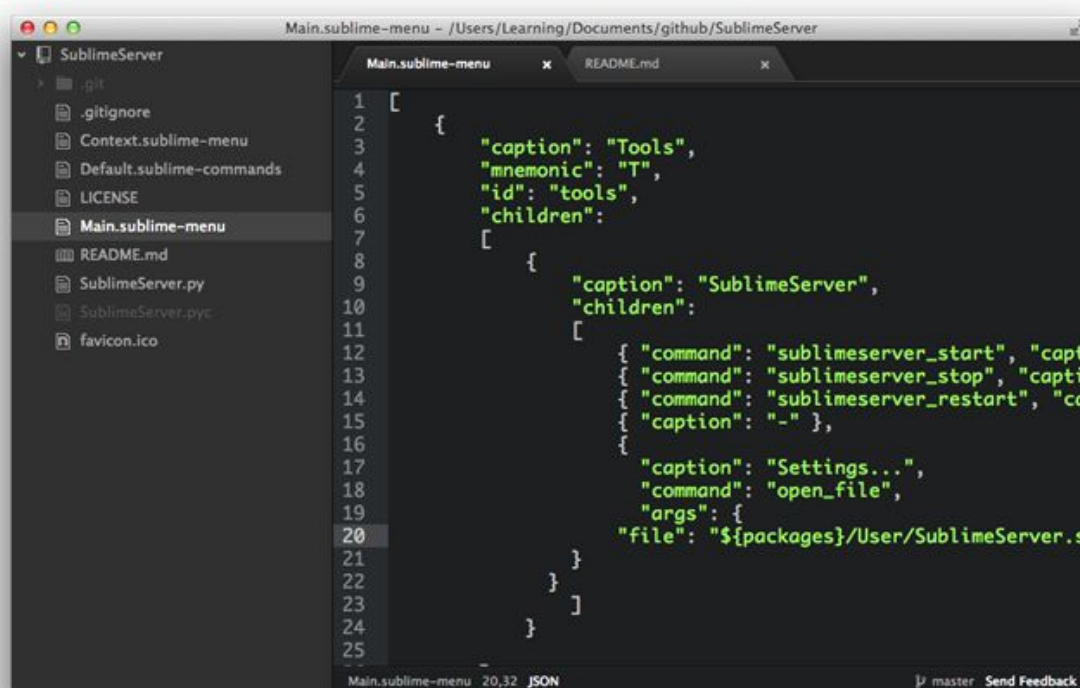 Main.sublime-menu – /Users/Learning/Documents/github/SublimeServer
SublimeServer
.git
.gitignore
Context.sublime-menu
Default.sublime-commands
LICENSE
Main.sublime-menu
README.md
SublimeServer.py
SublimeServer.pyc
favicon.ico
Main.sublime-menu x README.md x
1 [
2 {
3 "caption": "Tools",
4 "mnemonic": "T",
5 "id": "tools",
6 "children":
7 [
8 {
9 "caption": "SublimeServer",
10 "children":
11 [
12 { "command": "sublimeserver_start", "capt
13 { "command": "sublimeserver_stop", "capti
14 { "command": "sublimeserver_restart", "ca
15 { "caption": "-" },
16 {
17 "caption": "Settings...",
18 "command": "open_file",
19 "args": {
20 "file": "${packages}/User/SublimeServer.s
21 }
22 }
23 ]
24 }
25
Main.sublime-menu 20,32 JSON master Send Feedback